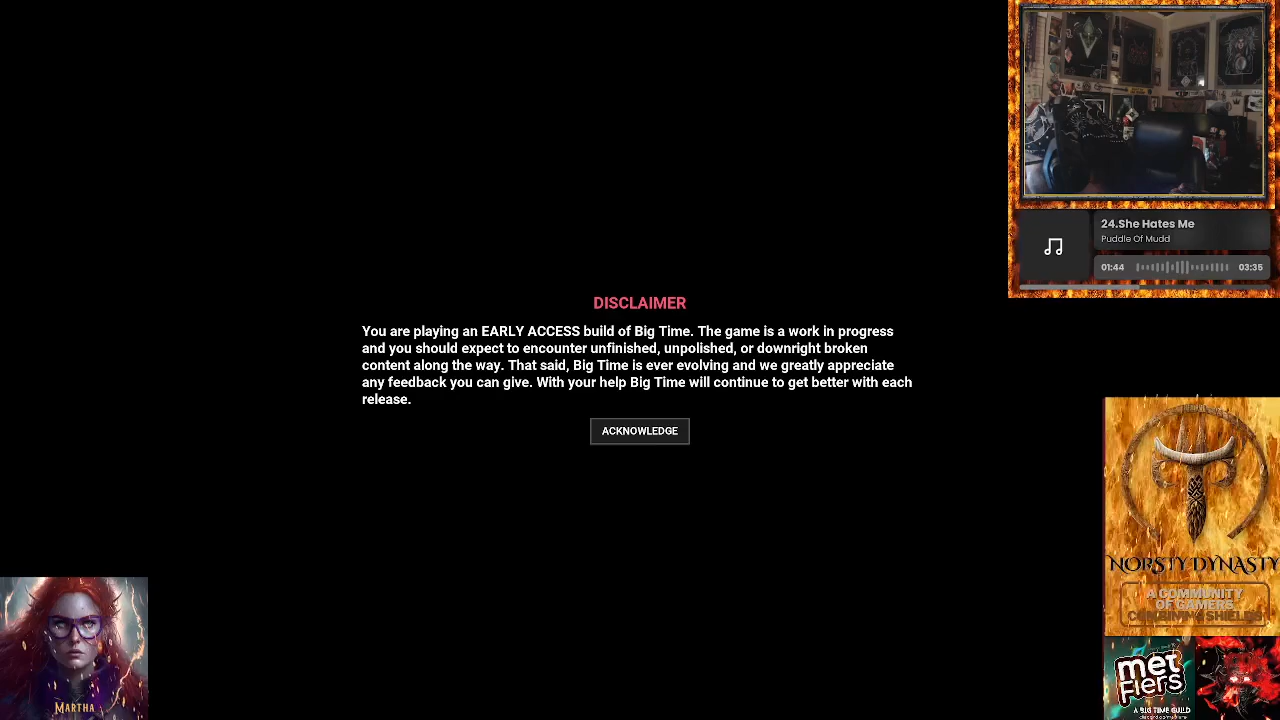 24.She Hates Me
Puddle Of Mudd
01:44
03:35
DISCLAIMER
You are playing an EARLY ACCESS build of Big Time. The game is a work in progress
and you should expect to encounter unfinished, unpolished, or downright broken
content along the way. That said, Big Time is ever evolving and we greatly appreciate
any feedback you can give. With your help Big Time will continue to get better with each
release.
ACKNOWLEDGE
NORSTY DYNASTY
A COMMUNITY
OF GAMERS
SHIELDS
MARTHA
met
Fiers
A BIG TIME GUILD